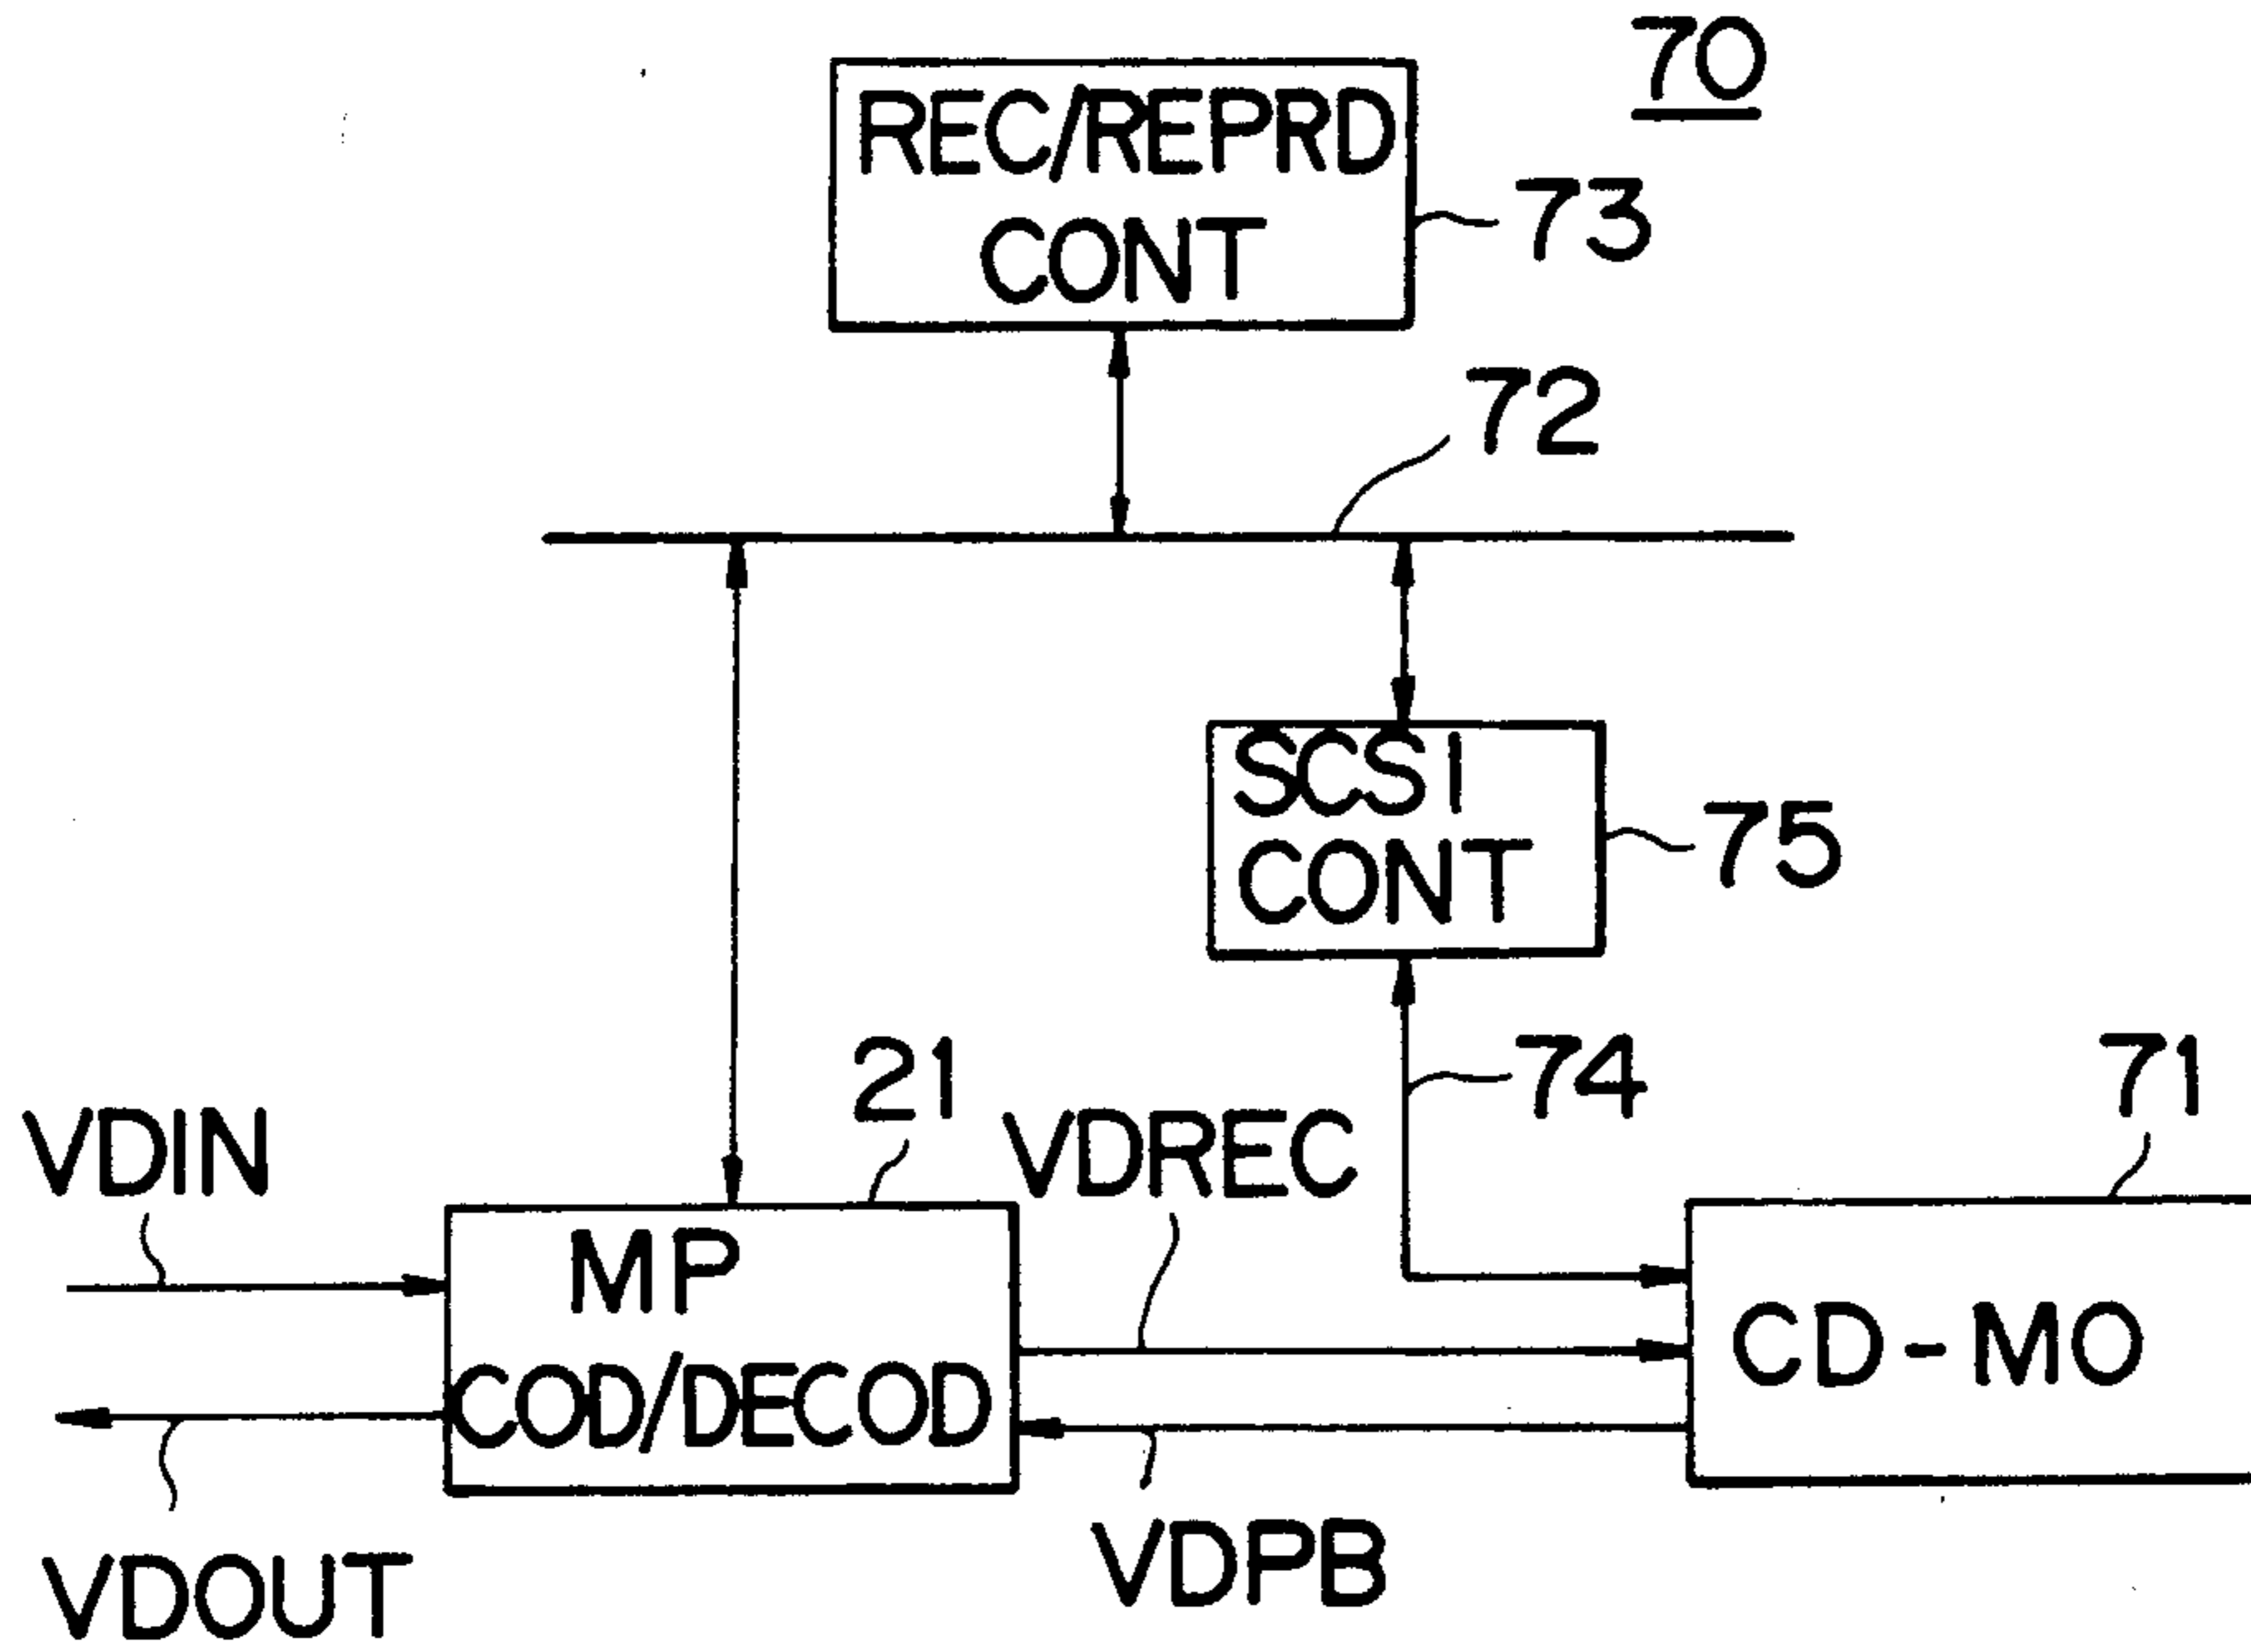 70
REC/REPRD
CONT
73
72
SCSI
CONT
75
21
74
71
VDIN
VDREC
MP
COD/DECOD
CD-MO
VDOUT
VDPB